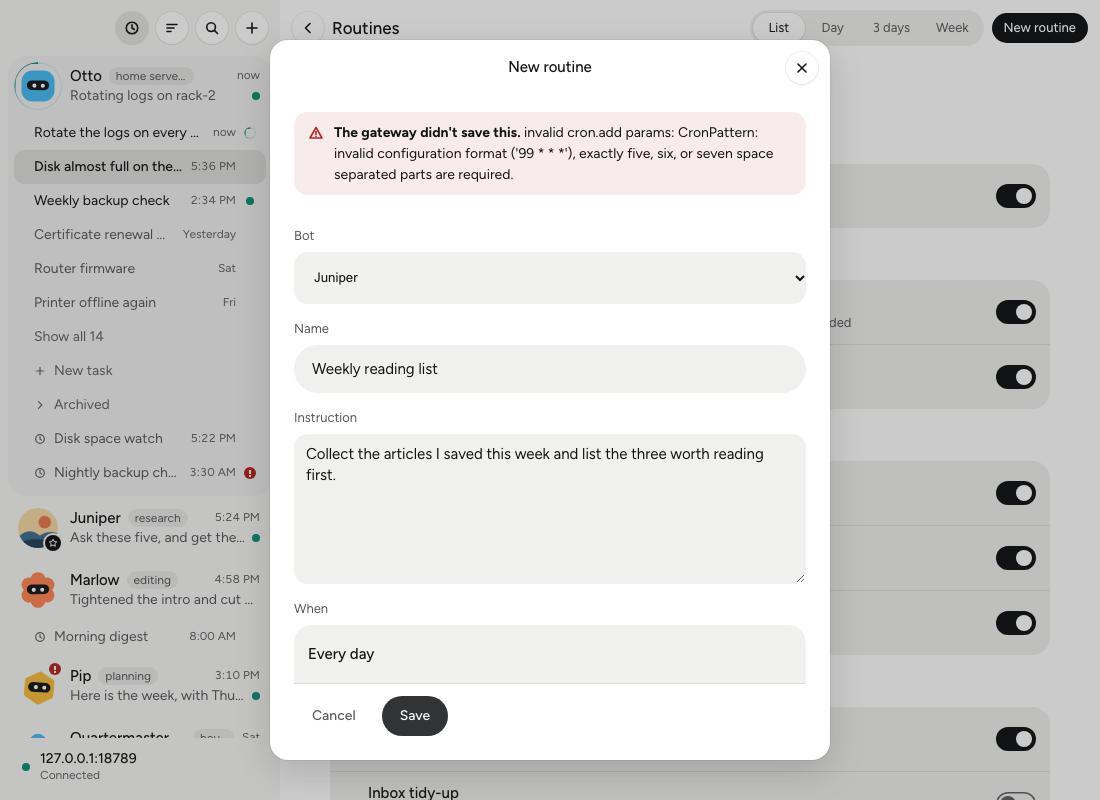 Routines
List
Day
3 days
Week
New routine
Otto
home serve...
now
Rotating logs on rack-2
Rotate the logs on every ...
now
Disk almost full on the...
5:36 PM
Weekly backup check
2:34 PM
Certificate renewal ...
Yesterday
Router firmware
Sat
Printer offline again
Fri
Show all 14
New task
Archived
Disk space watch
5:22 PM
Nightly backup ch...
3:30 AM
Juniper
research
5:24 PM
Ask these five, and get the...
Marlow
editing
4:58 PM
Tightened the intro and cut ...
Morning digest
8:00 AM
Pip
planning
3:10 PM
Here is the week, with Thu...
Quartermaster
Sat
127.0.0.1:18789
Connected
New routine
The gateway didn't save this. invalid cron.add params: CronPattern:
invalid configuration format ('99 * * *'), exactly five, six, or seven space
separated parts are required.
Bot
Juniper
Name
Weekly reading list
Instruction
Collect the articles I saved this week and list the three worth reading
first.
When
Every day
Cancel
Save
Inbox tidy-up